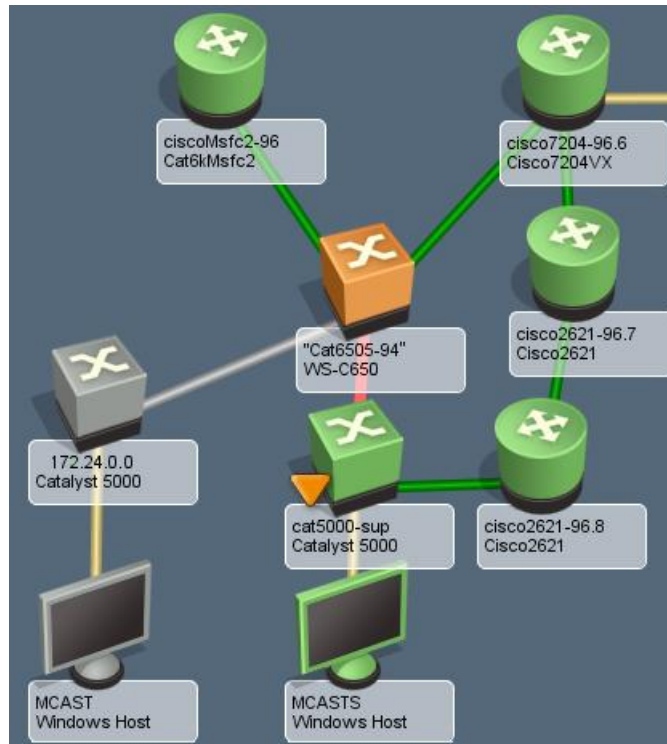 ciscoMsfc2-96
Cat6kMsfc2
cisco7204-96.6
Cisco7204VX
cisco2621-96.7
Cisco2621
"Cat6505-94"
WS-C650
172.24.0.0
Catalyst 5000
cat5000-sup
Catalyst 5000
cisco2621-96.8
Cisco2621
MCAST
Windows Host
MCASTS
Windows Host